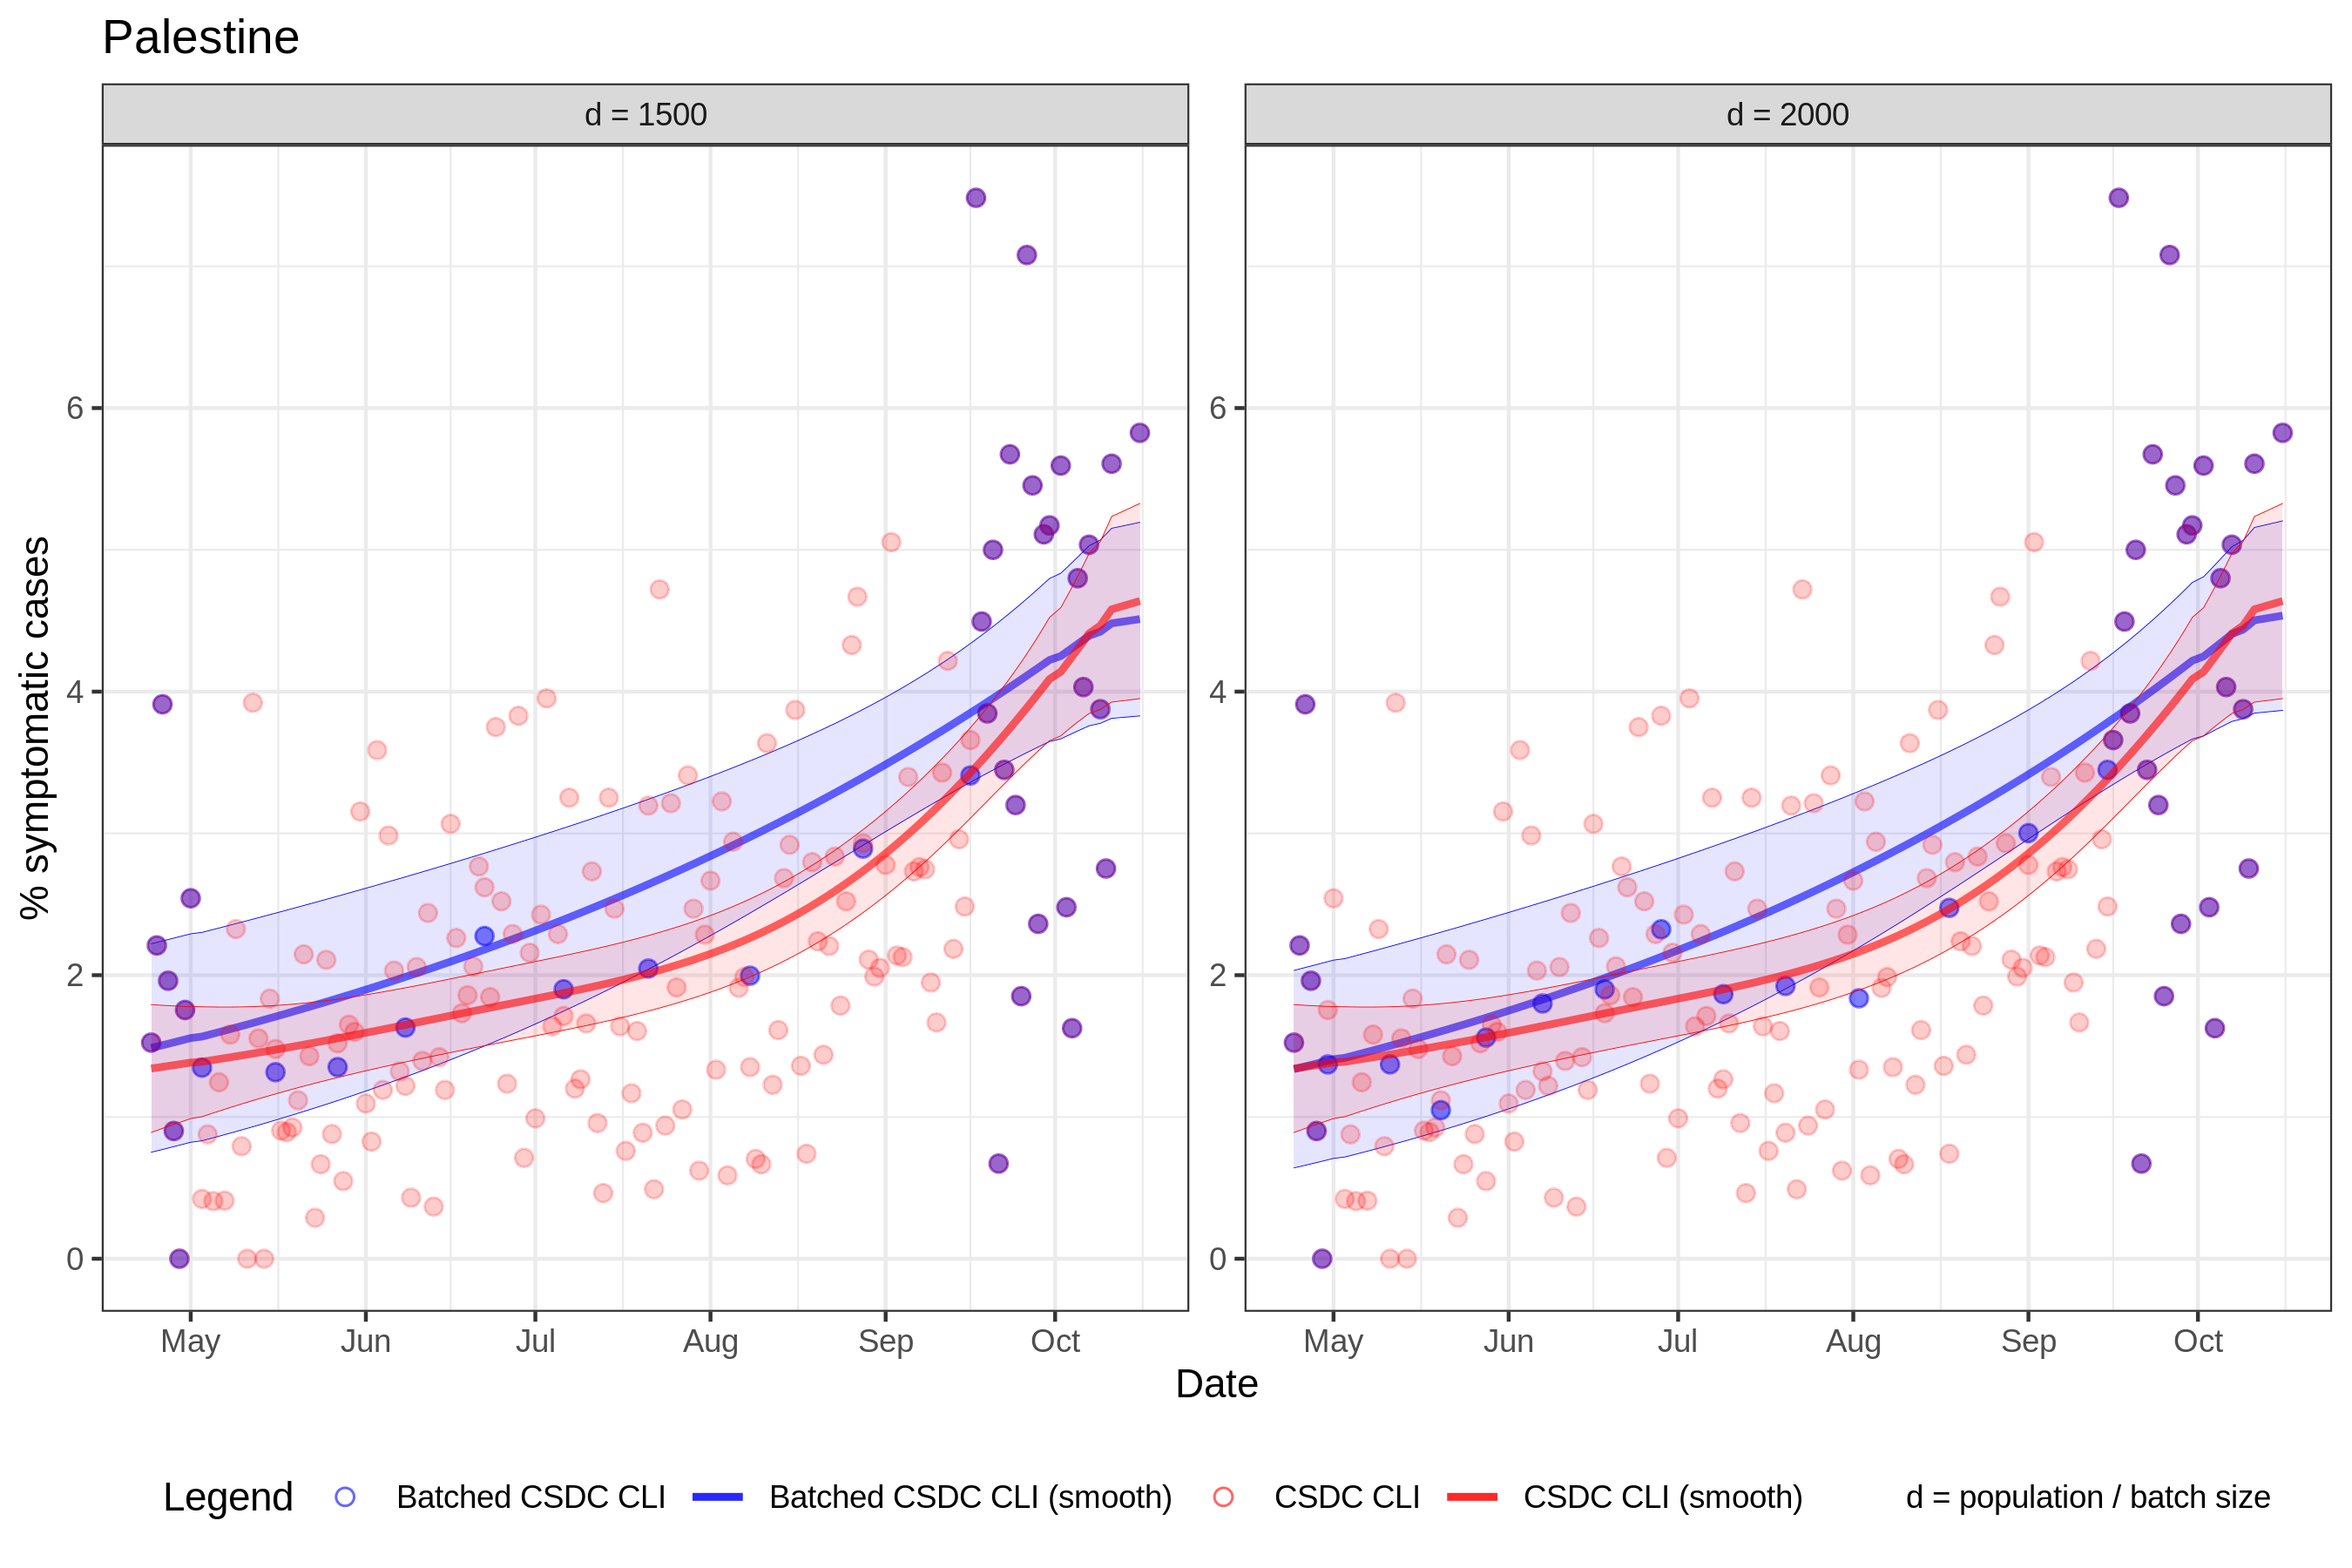 Palestine
d = 1500
d = 2000
% symptomatic cases
6
4
2
0
6
4
2
0
May Jun Jul Aug Sep Oct
May Jun Jul Aug Sep Oct
Date
Legend Batched CSDC CLI Batched CSDC CLI (smooth) CSDC CLI CSDC CLI (smooth) d = population / batch size